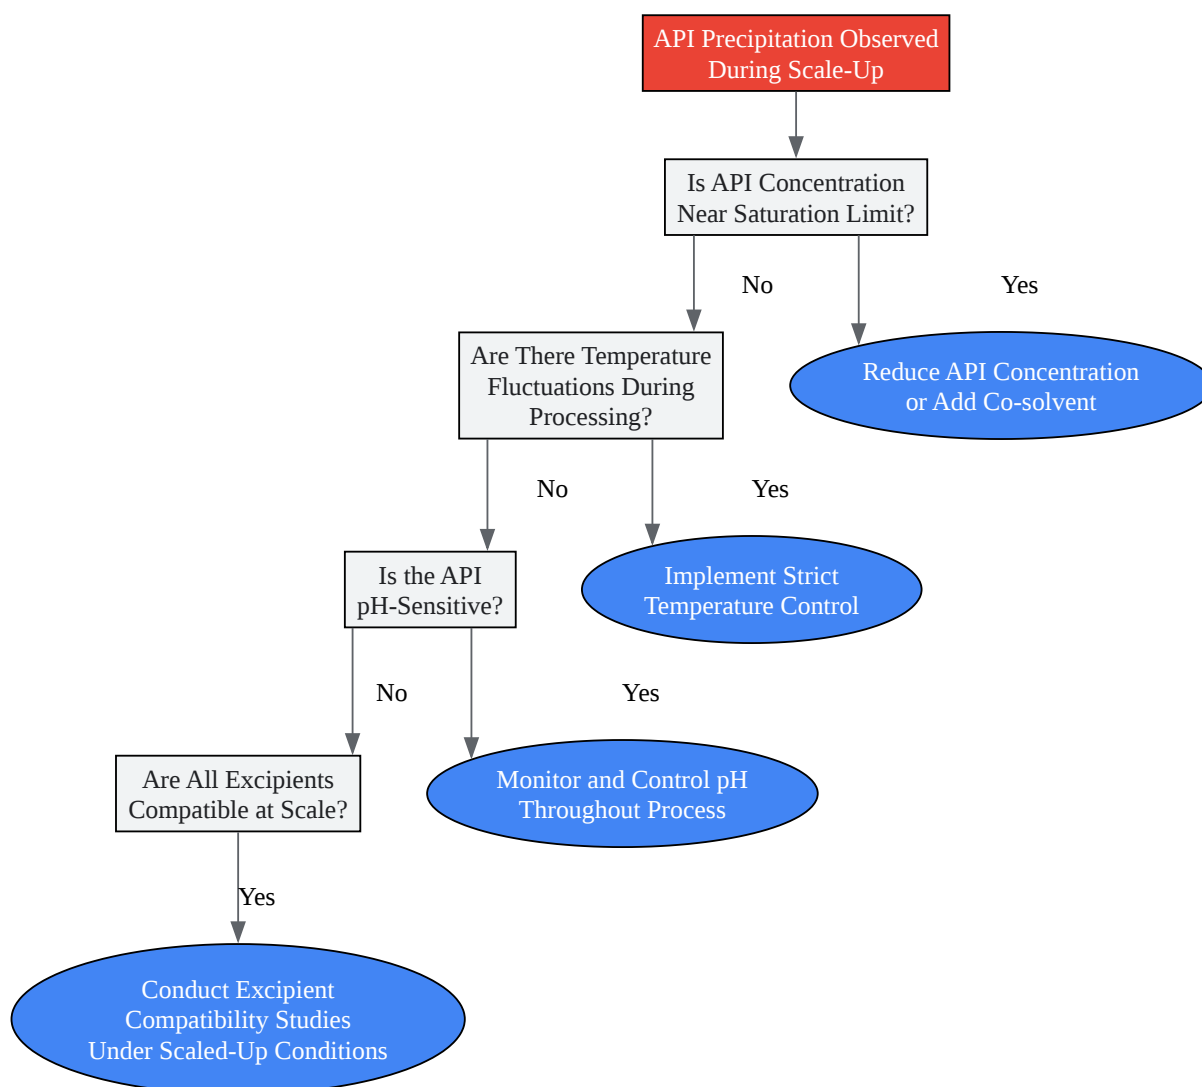 API Precipitation Observed
During Scale-Up
Is API Concentration
Near Saturation Limit?
No
Yes
Are There Temperature
Fluctuations During
Processing?
Reduce API Concentration
or Add Co-solvent
No
Yes
Is the API
pH-Sensitive?
Implement Strict
Temperature Control
No
Yes
Are All Excipients
Compatible at Scale?
Monitor and Control pH
Throughout Process
Yes
Conduct Excipient
Compatibility Studies
Under Scaled-Up Conditions